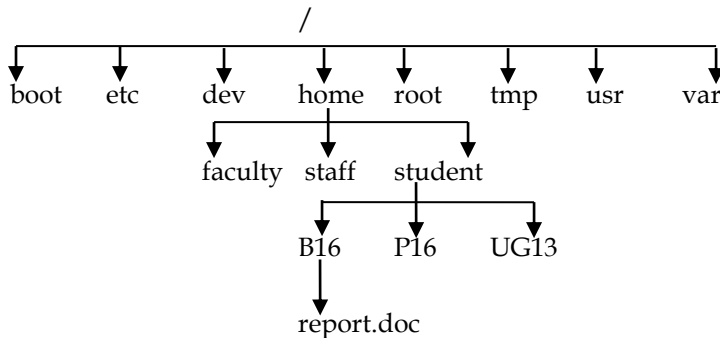 /
boot etc dev home root tmp usr var
faculty staff student
B16 P16 UG13
report.doc